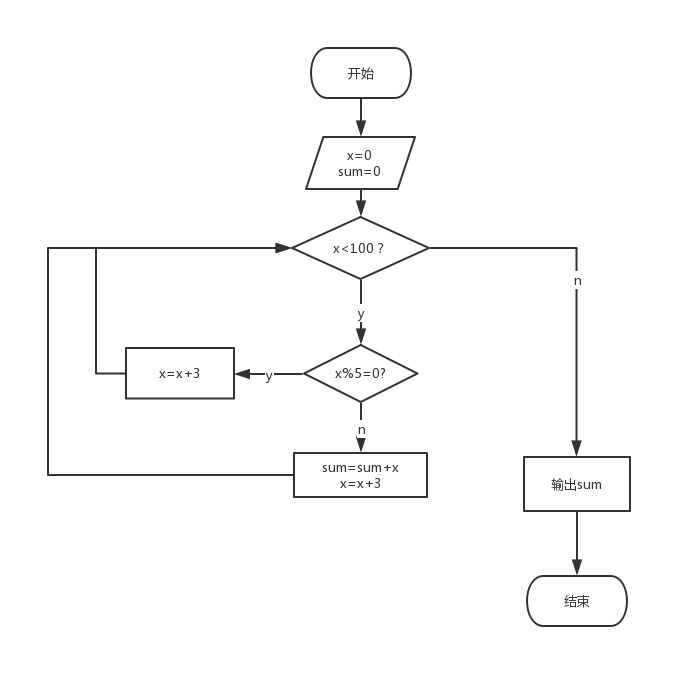 开始
x=0
sum=0
x<100 ?
n
y
x=x+3
y
x%5=0?
n
sum=sum+x
x=x+3
输出sum
结束